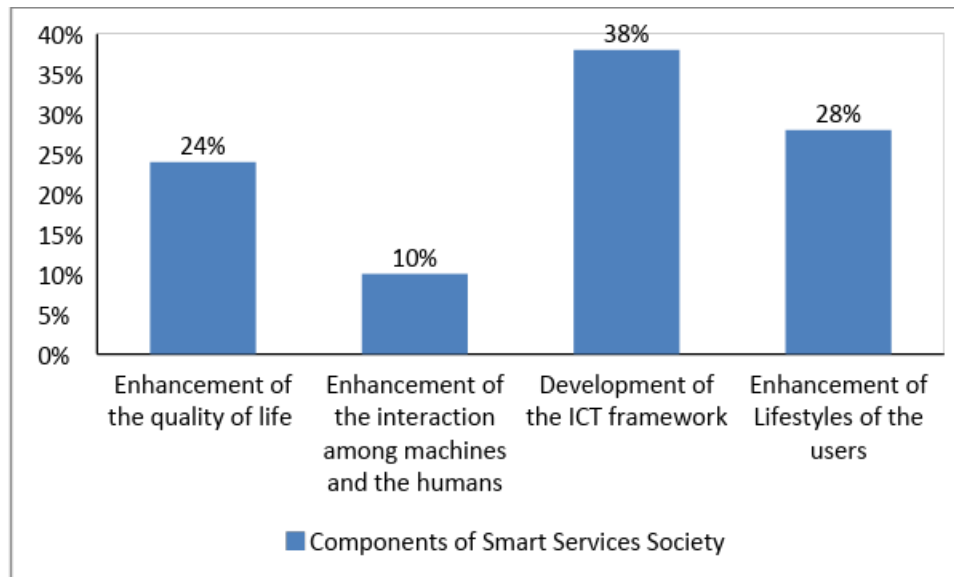 40%
35%
30%
25%
20%
15%
10%
5%
0%
24%
10%
38%
28%
Enhancement of
the quality of life
Enhancement of
the interaction
among machines
and the humans
Development of
the ICT framework
Enhancement of
Lifestyles of the
users
Components of Smart Services Society